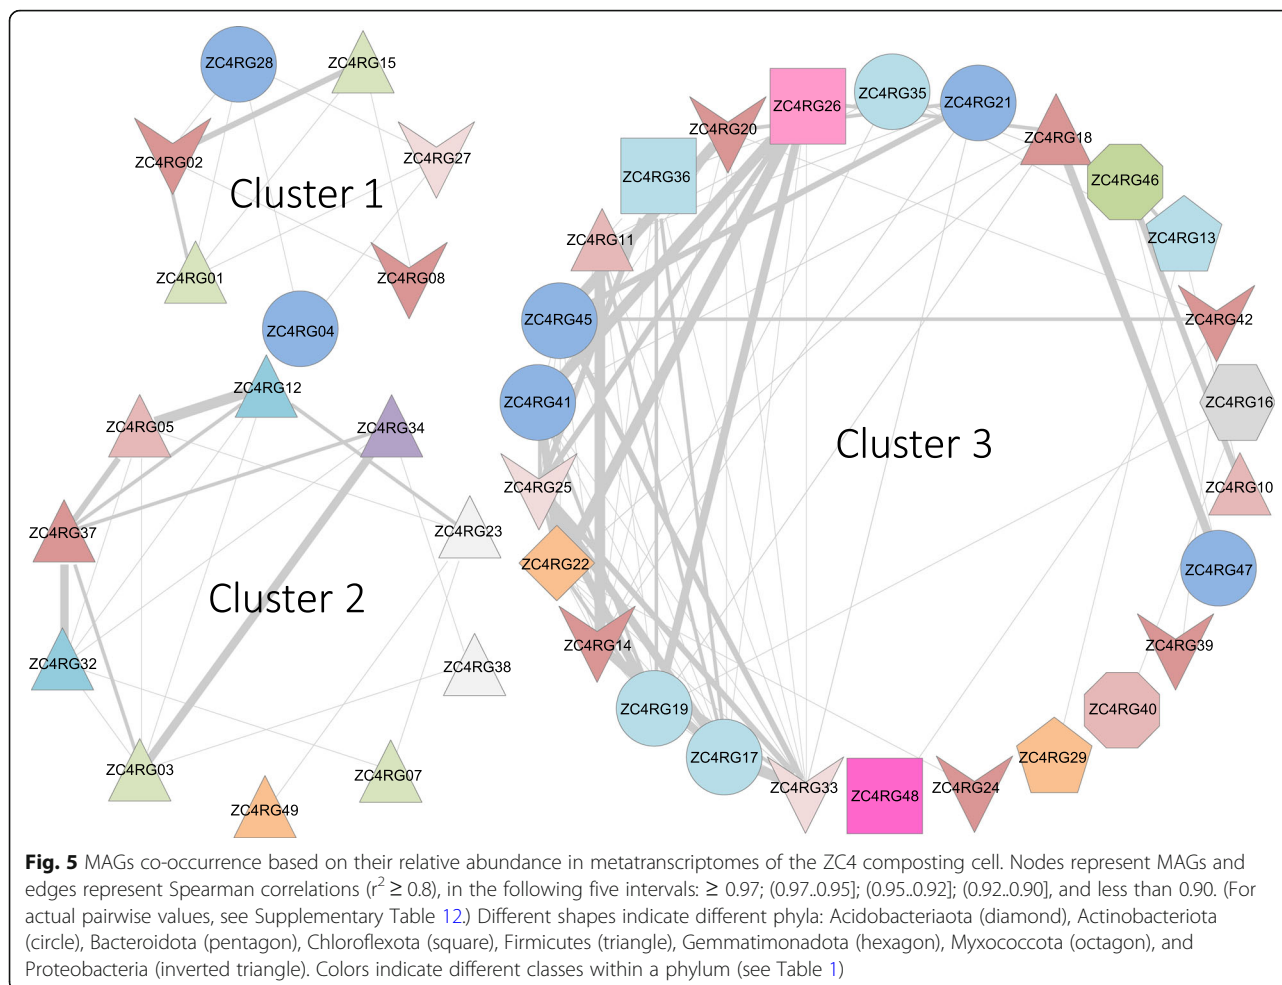 ZC4RG28
ZC4RG15
ZC4RG02
ZC4RG27
Cluster 1
ZC4RG01
ZC4RG08
ZC4RG04
ZC4RG12
ZC4RG05
ZC4RG34
ZC4RG37
ZC4RG23
Cluster 2
ZC4RG32
ZC4RG38
ZC4RG03
ZC4RG07
ZC4RG49
ZC4RG26
ZC4RG35
ZC4RG21
ZC4RG20
ZC4RG18
ZC4RG36
ZC4RG46
ZC4RG11
ZC4RG13
ZC4RG45
ZC4RG42
ZC4RG41
ZC4RG16
Cluster 3
ZC4RG25
ZC4RG10
ZC4RG22
ZC4RG47
ZC4RG14
ZC4RG39
ZC4RG19
ZC4RG40
ZC4RG17
ZC4RG29
ZC4RG33
ZC4RG48
ZC4RG24
Fig. 5 MAGs co-occurrence based on their relative abundance in metatranscriptomes of the ZC4 composting cell. Nodes represent MAGs and
edges represent Spearman correlations (r² ≥ 0.8), in the following five intervals: ≥ 0.97; (0.97..0.95]; (0.95..0.92]; (0.92..0.90], and less than 0.90. (For
actual pairwise values, see Supplementary Table 12.) Different shapes indicate different phyla: Acidobacteriaota (diamond), Actinobacteriota
(circle), Bacteroidota (pentagon), Chloroflexota (square), Firmicutes (triangle), Gemmatimonadota (hexagon), Myxococcota (octagon), and
Proteobacteria (inverted triangle). Colors indicate different classes within a phylum (see Table 1)